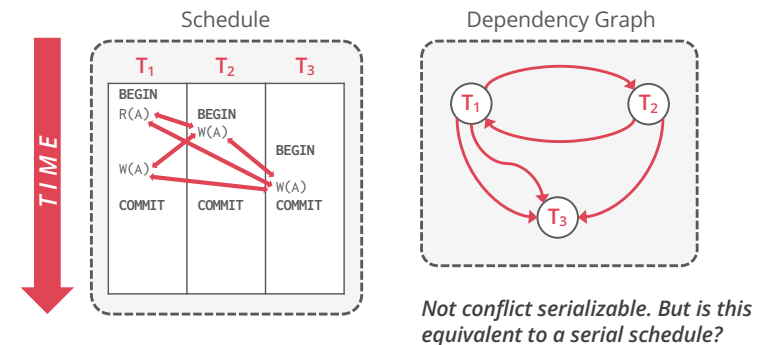 Schedule
Dependency Graph
TIME
T₁ T₂ T₃
BEGIN
R(A) BEGIN
W(A)
BEGIN
W(A)
W(A)
COMMIT COMMIT COMMIT
T₁ T₂
T₃
Not conflict serializable. But is this
equivalent to a serial schedule?